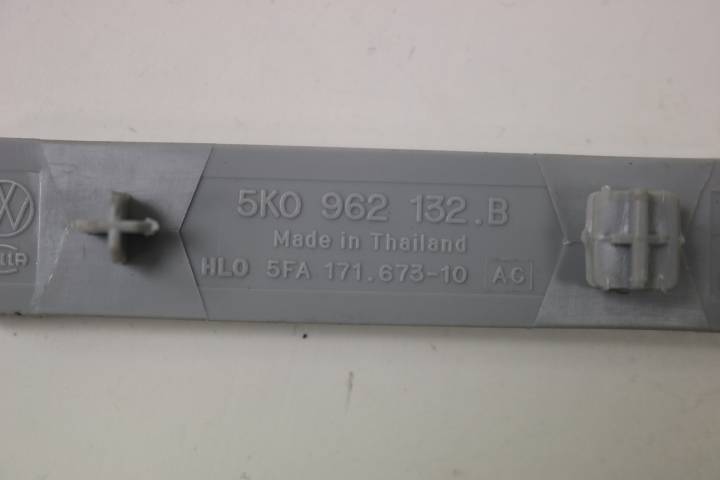 5K0 962 132.B
Made in Thailand
HLO 5FA 171.673-10 AC